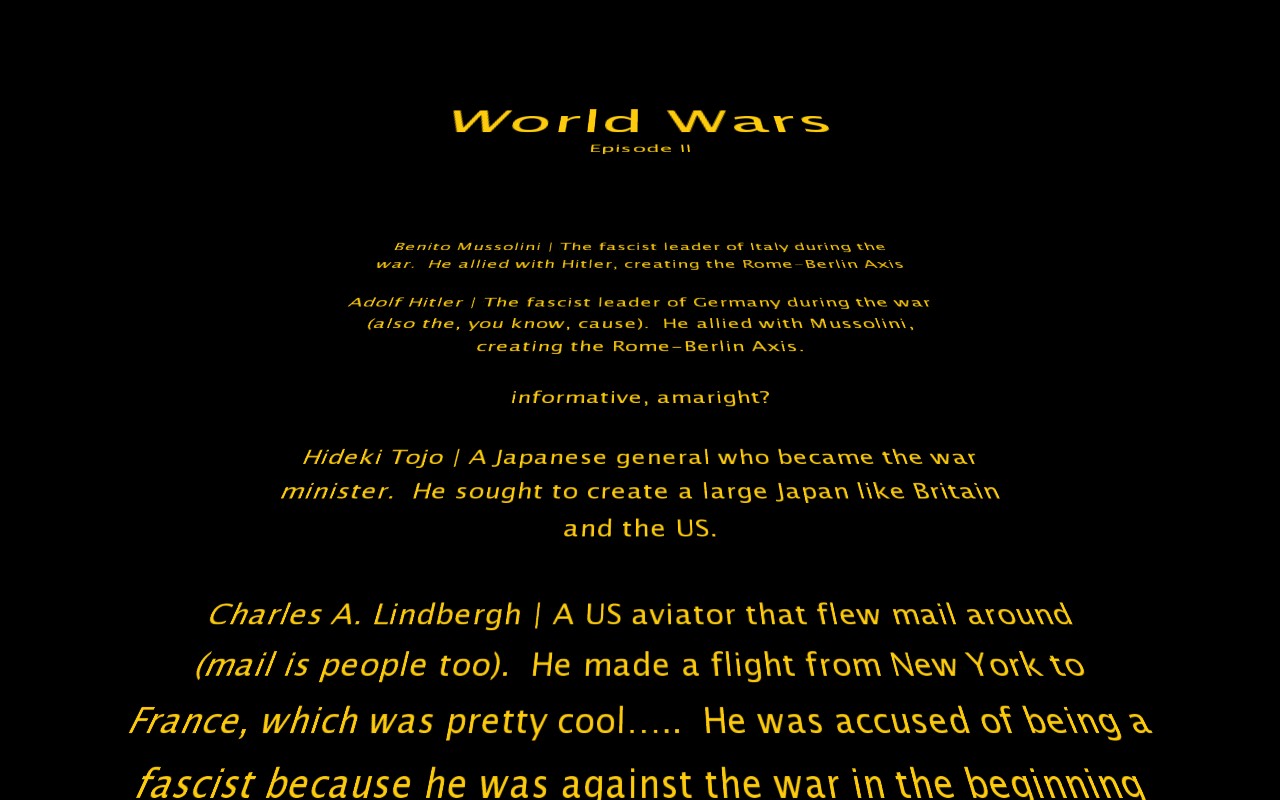 World Wars
Episode II
Benito Mussolini | The fascist leader of Italy during the
war.  He allied with Hitler, creating the Rome-Berlin Axis
Adolf Hitler | The fascist leader of Germany during the war
(also the, you know, cause).  He allied with Mussolini,
creating the Rome-Berlin Axis.
informative, amaright?
Hideki Tojo | A Japanese general who became the war
minister.  He sought to create a large Japan like Britain
and the US.
Charles A. Lindbergh | A US aviator that flew mail around
(mail is people too).  He made a flight from New York to
France, which was pretty cool.....  He was accused of being a
fascist because he was against the war in the beginning